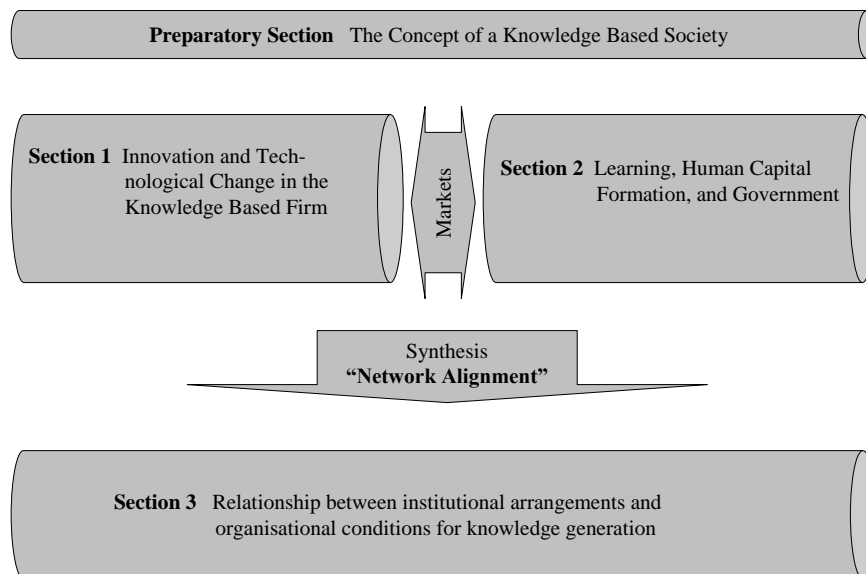 Preparatory Section The Concept of a Knowledge Based Society
Section 1 Innovation and Tech-
nological Change in the
Knowledge Based Firm
Markets
Section 2 Learning, Human Capital
Formation, and Government
Synthesis
“Network Alignment”
Section 3 Relationship between institutional arrangements and
organisational conditions for knowledge generation